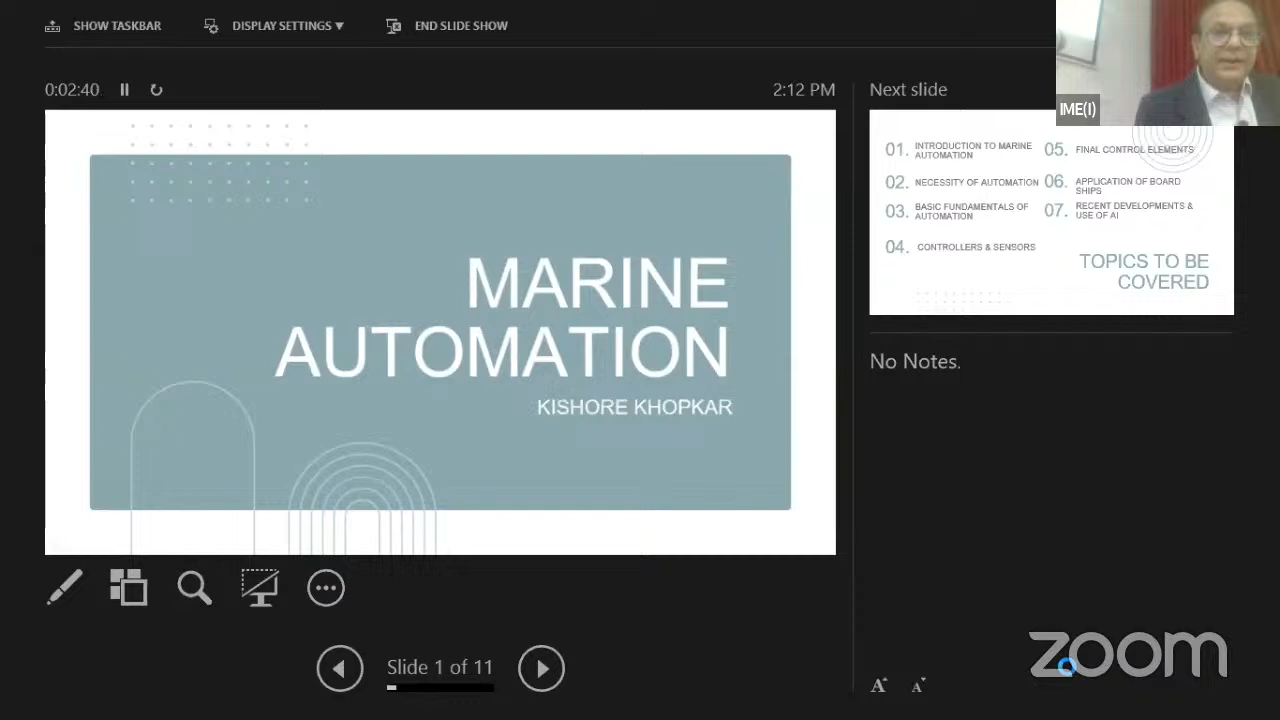 SHOW TASKBAR
DISPLAY SETTINGS ▼
END SLIDE SHOW
0:02:40
2:12 PM
MARINE
AUTOMATION
KISHORE KHOPKAR
Slide 1 of 11
Next slide
IME(I)
01. INTRODUCTION TO MARINE
AUTOMATION
02. NECESSITY OF AUTOMATION
03. BASIC FUNDAMENTALS OF
AUTOMATION
04. CONTROLLERS & SENSORS
05. FINAL CONTROL ELEMENTS
06. APPLICATION OF BOARD
SHIPS
07. RECENT DEVELOPMENTS &
USE OF AI
TOPICS TO BE
COVERED
No Notes.
A A
zoom